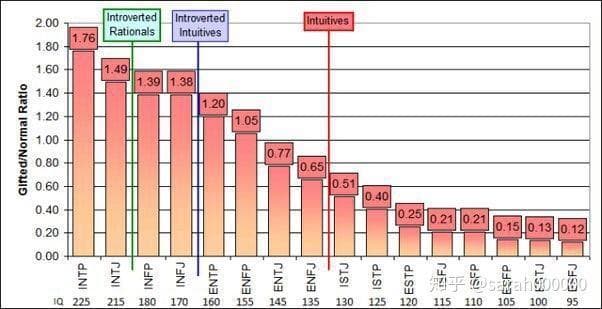 2.00
1.80
1.60
1.40
1.20
1.00
0.80
0.60
0.40
0.20
0.00
Gifted/Normal Ratio
Introverted
Rationals
Introverted
Intuitives
Intuitives
1.76
1.49
1.39
1.38
1.20
1.05
0.77
0.65
0.51
0.40
0.25
0.21
0.21
0.15
0.13
0.12
INTP
INTJ
INFP
INFJ
ENTP
ENFP
ENTJ
ENFJ
ISTJ
ISTP
ESTP
IQ 225 215 180 170 160 155 145 135 130 125 120 115 110 105 100 95
知乎